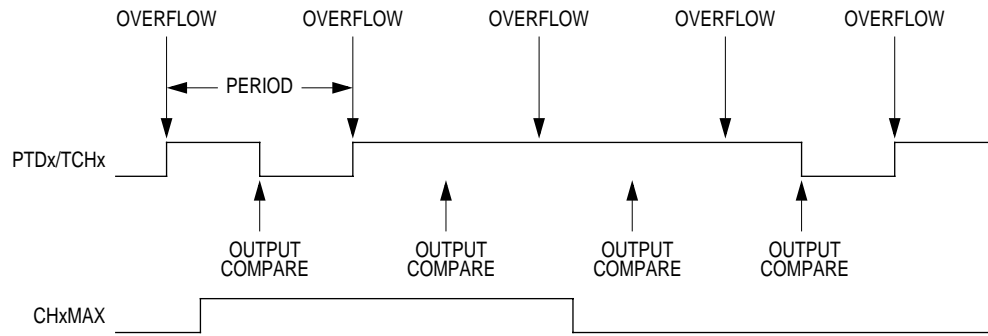 OVERFLOW OVERFLOW OVERFLOW OVERFLOW OVERFLOW
PERIOD
PTDx/TCHx
OUTPUT OUTPUT OUTPUT OUTPUT
COMPARE COMPARE COMPARE COMPARE
CHxMAX